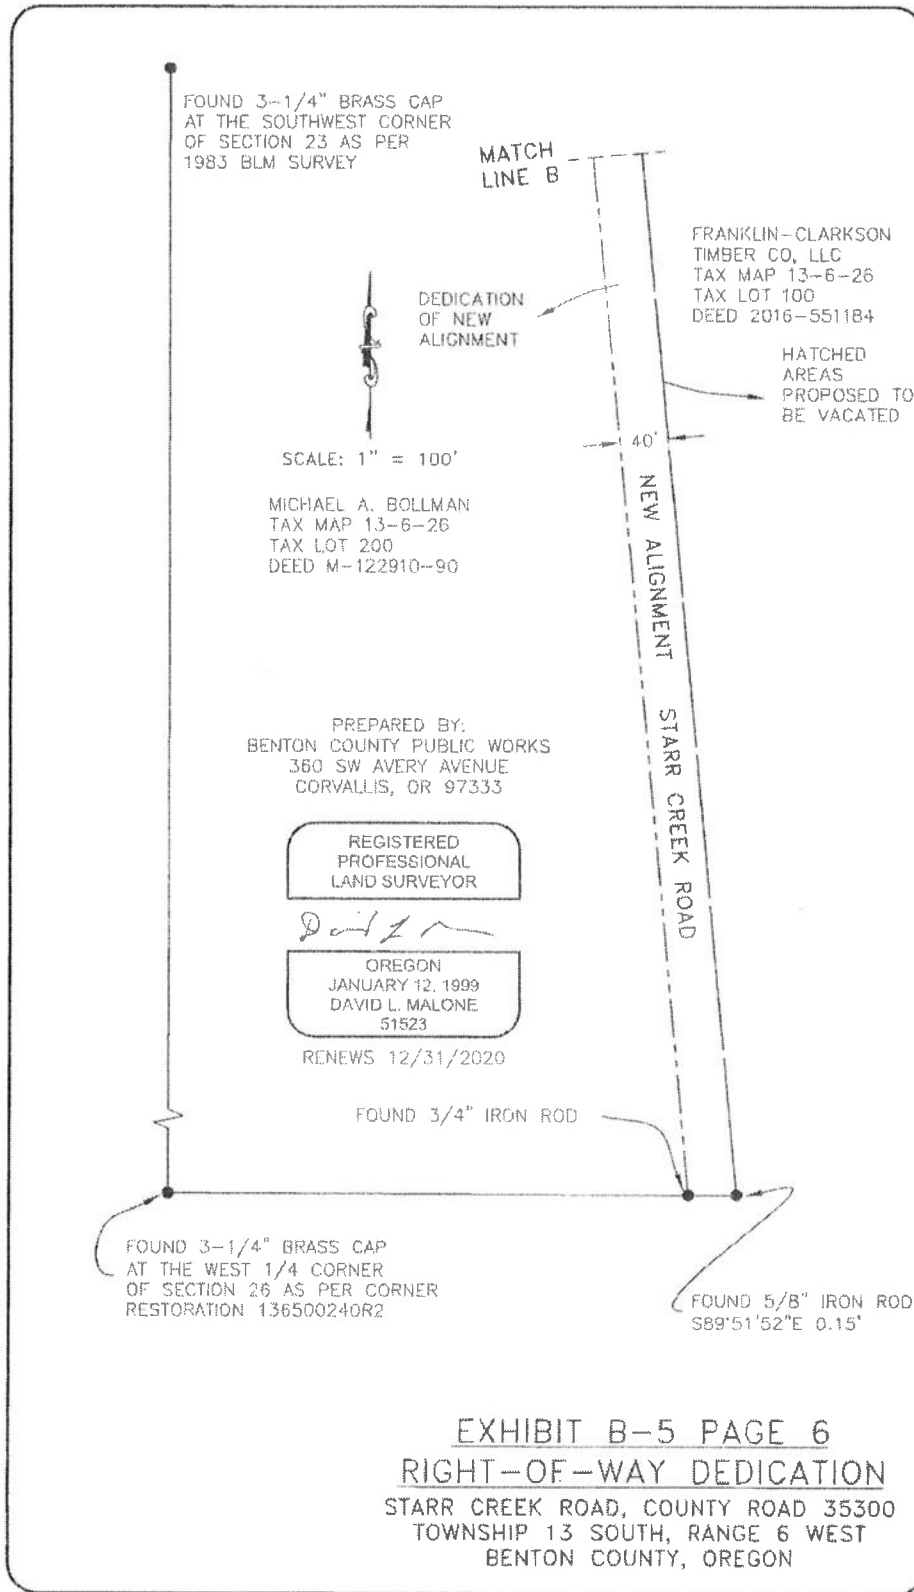 FOUND 3-1/4" BRASS CAP
AT THE SOUTHWEST CORNER
OF SECTION 23 AS PER
1983 BLM SURVEY
MATCH
LINE B
FRANKLIN-CLARKSON
TIMBER CO, LLC
TAX MAP 13-6-26
TAX LOT 100
DEED 2016-551184
DEDICATION
OF NEW
ALIGNMENT
HATCHED
AREAS
PROPOSED TO
BE VACATED
40'
SCALE: 1" = 100'
MICHAEL A. BOLLMAN
TAX MAP 13-6-26
TAX LOT 200
DEED M-122910-90
NEW ALIGNMENT STARR CREEK ROAD
PREPARED BY:
BENTON COUNTY PUBLIC WORKS
360 SW AVERY AVENUE
CORVALLIS, OR 97333
REGISTERED
PROFESSIONAL
LAND SURVEYOR
OREGON
JANUARY 12, 1999
DAVID L. MALONE
51523
RENEWS 12/31/2020
FOUND 3/4" IRON ROD
FOUND 3-1/4" BRASS CAP
AT THE WEST 1/4 CORNER
OF SECTION 26 AS PER CORNER
RESTORATION 136500240R2
FOUND 5/8" IRON ROD
S89°51'52"E 0.15'
EXHIBIT B-5 PAGE 6
RIGHT-OF-WAY DEDICATION
STARR CREEK ROAD, COUNTY ROAD 35300
TOWNSHIP 13 SOUTH, RANGE 6 WEST
BENTON COUNTY, OREGON